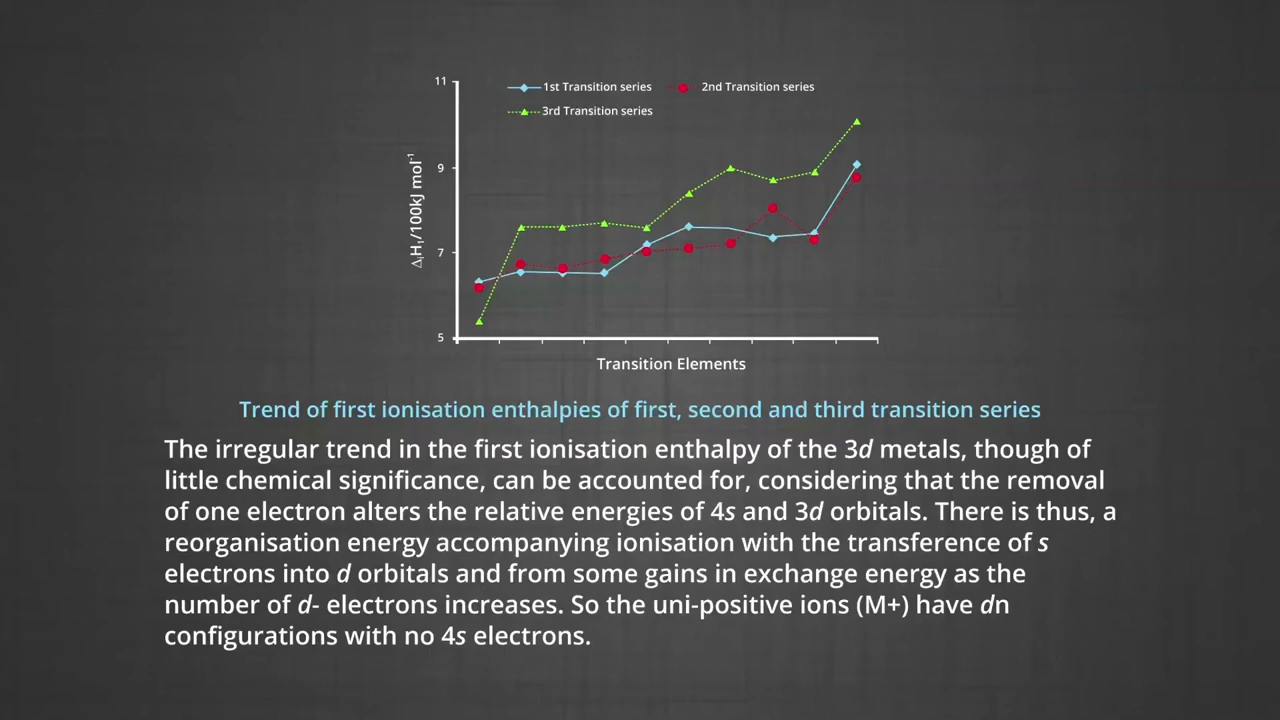 11
1st Transition series
2nd Transition series
3rd Transition series
9
ΔᵢH₁/100kJ mol⁻¹
7
5
Transition Elements
Trend of first ionisation enthalpies of first, second and third transition series
The irregular trend in the first ionisation enthalpy of the 3d metals, though of
little chemical significance, can be accounted for, considering that the removal
of one electron alters the relative energies of 4s and 3d orbitals. There is thus, a
reorganisation energy accompanying ionisation with the transference of s
electrons into d orbitals and from some gains in exchange energy as the
number of d- electrons increases. So the uni-positive ions (M+) have dn
configurations with no 4s electrons.